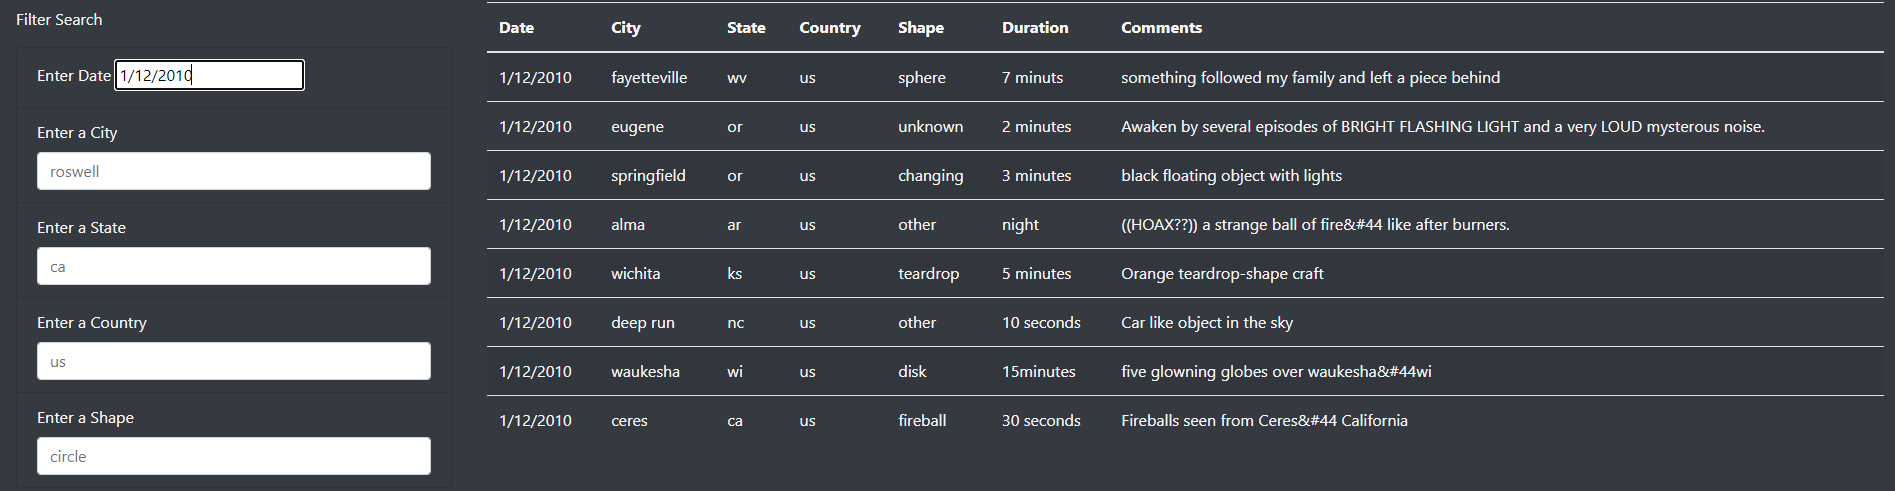 Filter Search
Enter Date 1/12/2010
Enter a City
roswell
Enter a State
ca
Enter a Country
us
Enter a Shape
circle
Date City State Country Shape Duration Comments
1/12/2010 fayetteville wv us sphere 7 minuts something followed my family and left a piece behind
1/12/2010 eugene or us unknown 2 minutes Awaken by several episodes of BRIGHT FLASHING LIGHT and a very LOUD mysterous noise.
1/12/2010 springfield or us changing 3 minutes black floating object with lights
1/12/2010 alma ar us other night ((HOAX??)) a strange ball of fire&#44 like after burners.
1/12/2010 wichita ks us teardrop 5 minutes Orange teardrop-shape craft
1/12/2010 deep run nc us other 10 seconds Car like object in the sky
1/12/2010 waukesha wi us disk 15minutes five glowning globes over waukesha&#44wi
1/12/2010 ceres ca us fireball 30 seconds Fireballs seen from Ceres&#44 California